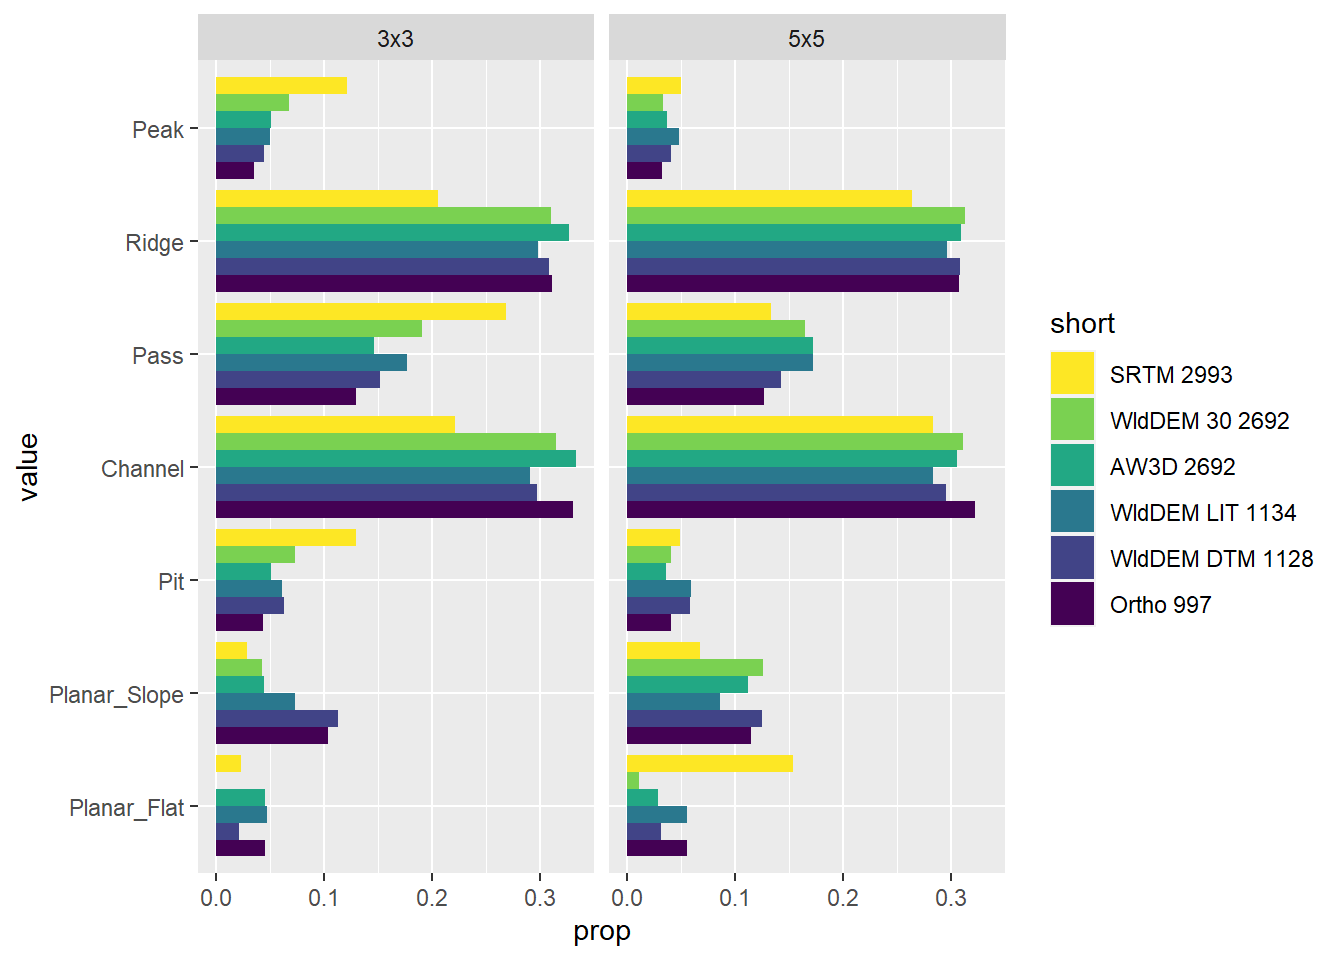 3x3
5x5
value
Peak
Ridge
Pass
Channel
Pit
Planar_Slope
Planar_Flat
0.0 0.1 0.2 0.3
0.0 0.1 0.2 0.3
prop
short
SRTM 2993
WldDEM 30 2692
AW3D 2692
WldDEM LIT 1134
WldDEM DTM 1128
Ortho 997